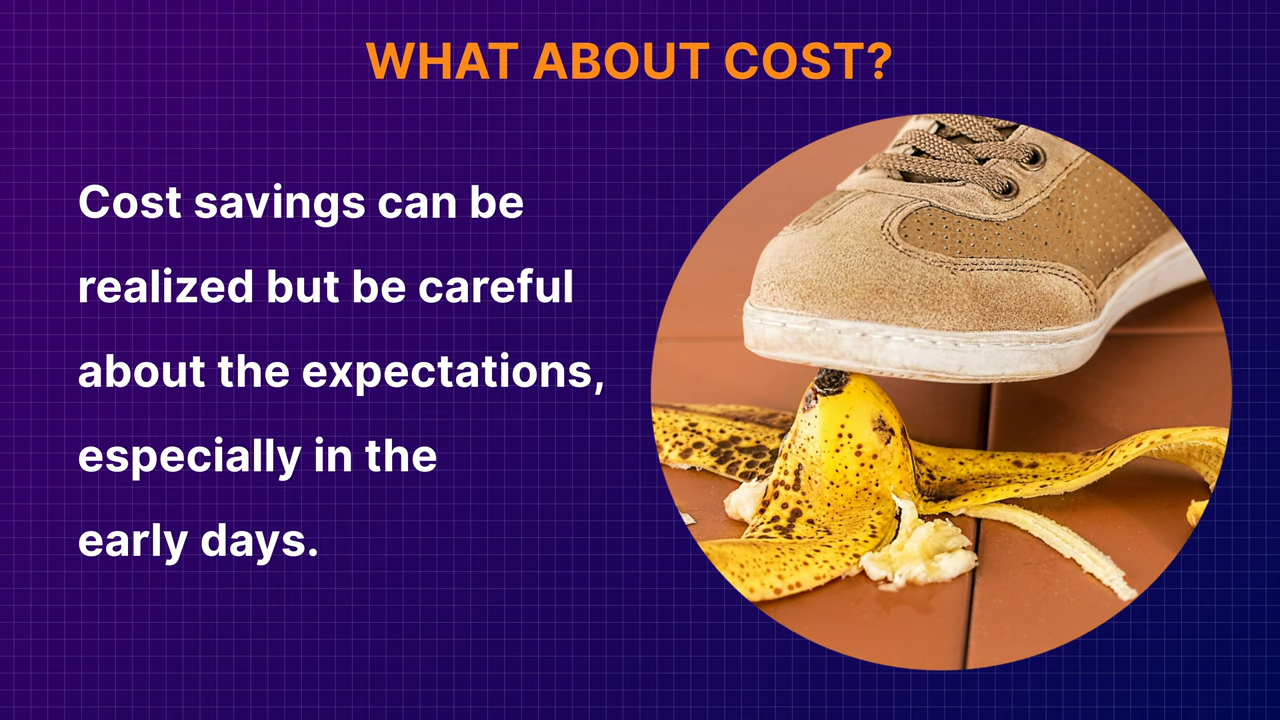 WHAT ABOUT COST?
Cost savings can be
realized but be careful
about the expectations,
especially in the
early days.